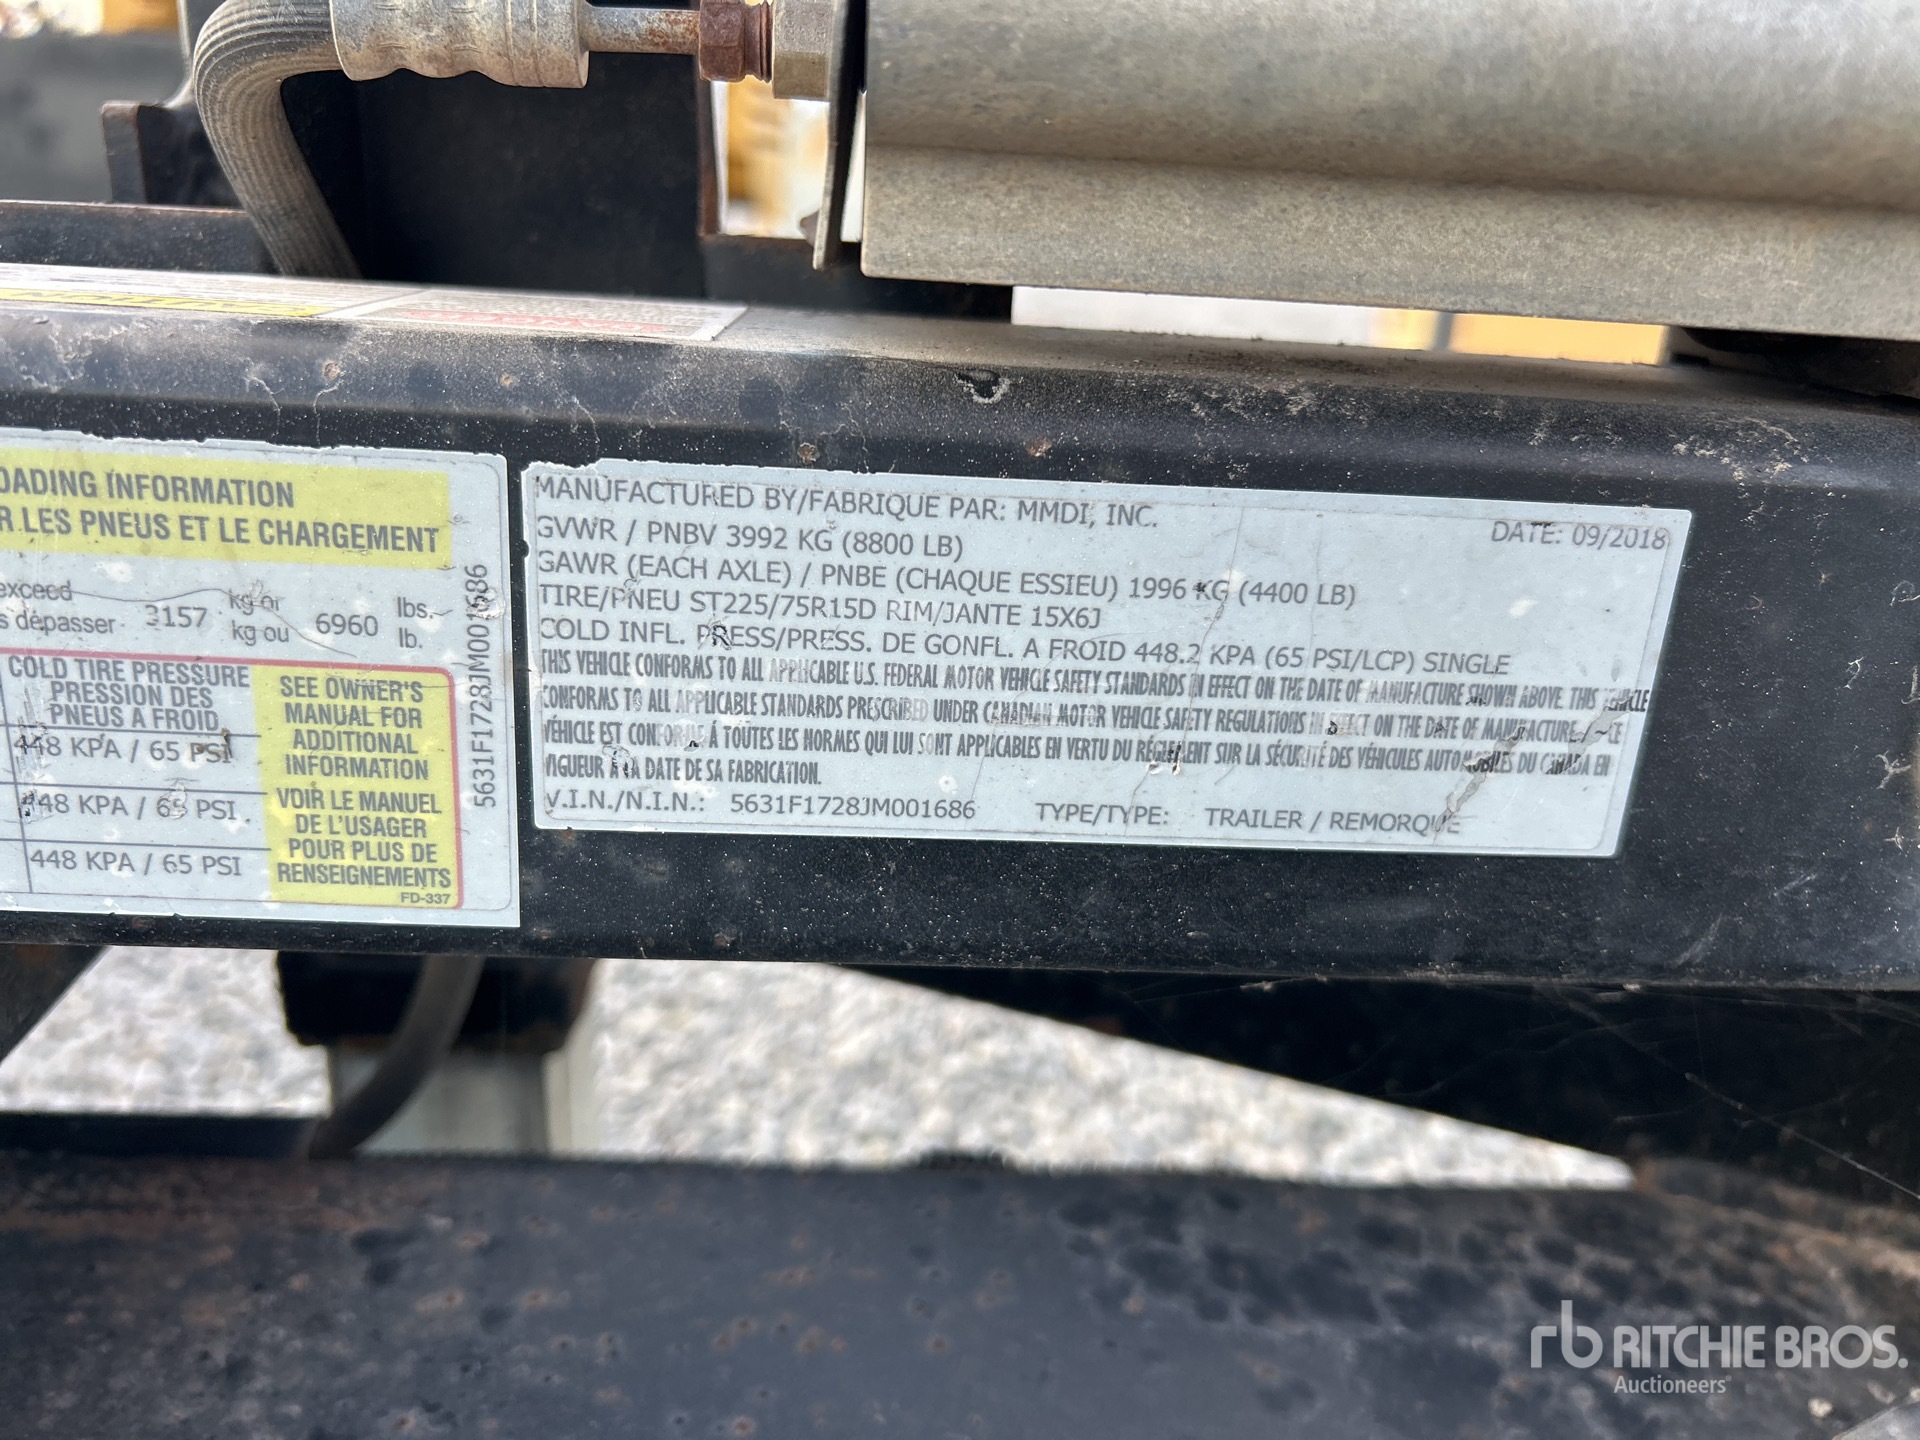 OADING INFORMATION
R LES PNEUS ET LE CHARGEMENT
exceed
s dépasser 3157 kg or kg ou 6960 lbs. lb.
COLD TIRE PRESSURE
PRESSION DES
PNEUS A FROID
448 KPA / 65 PSI
448 KPA / 65 PSI
448 KPA / 65 PSI
SEE OWNER'S
MANUAL FOR
ADDITIONAL
INFORMATION
VOIR LE MANUEL
DE L'USAGER
POUR PLUS DE
RENSEIGNEMENTS
FD-337
5631F1728JM001686
MANUFACTURED BY/FABRIQUE PAR: MMDI, INC.
DATE: 09/2018
GVWR / PNBV 3992 KG (8800 LB)
GAWR (EACH AXLE) / PNBE (CHAQUE ESSIEU) 1996 KG (4400 LB)
TIRE/PNEU ST225/75R15D RIM/JANTE 15X6J
COLD INFL. PRESS/PRESS. DE GONFL. A FROID 448.2 KPA (65 PSI/LCP) SINGLE
THIS VEHICLE CONFORMS TO ALL APPLICABLE U.S. FEDERAL MOTOR VEHICLE SAFETY STANDARDS IN EFFECT ON THE DATE OF MANUFACTURE SHOWN ABOVE. THIS VEHICLE
CONFORMS TO ALL APPLICABLE STANDARDS PRESCRIBED UNDER CANADIAN MOTOR VEHICLE SAFETY REGULATIONS IN EFFECT ON THE DATE OF MANUFACTURE. / CE
VÉHICLE EST CONFORME À TOUTES LES NORMES QUI LUI SONT APPLICABLES EN VERTU DU RÉGLEMENT SUR LA SÉCURITÉ DES VÉHICULES AUTOMOBILES DU CANADA EN
VIGUEUR A LA DATE DE SA FABRICATION.
V.I.N./N.I.N.: 5631F1728JM001686 TYPE/TYPE: TRAILER / REMORQUE
rb RITCHIE BROS.
Auctioneers